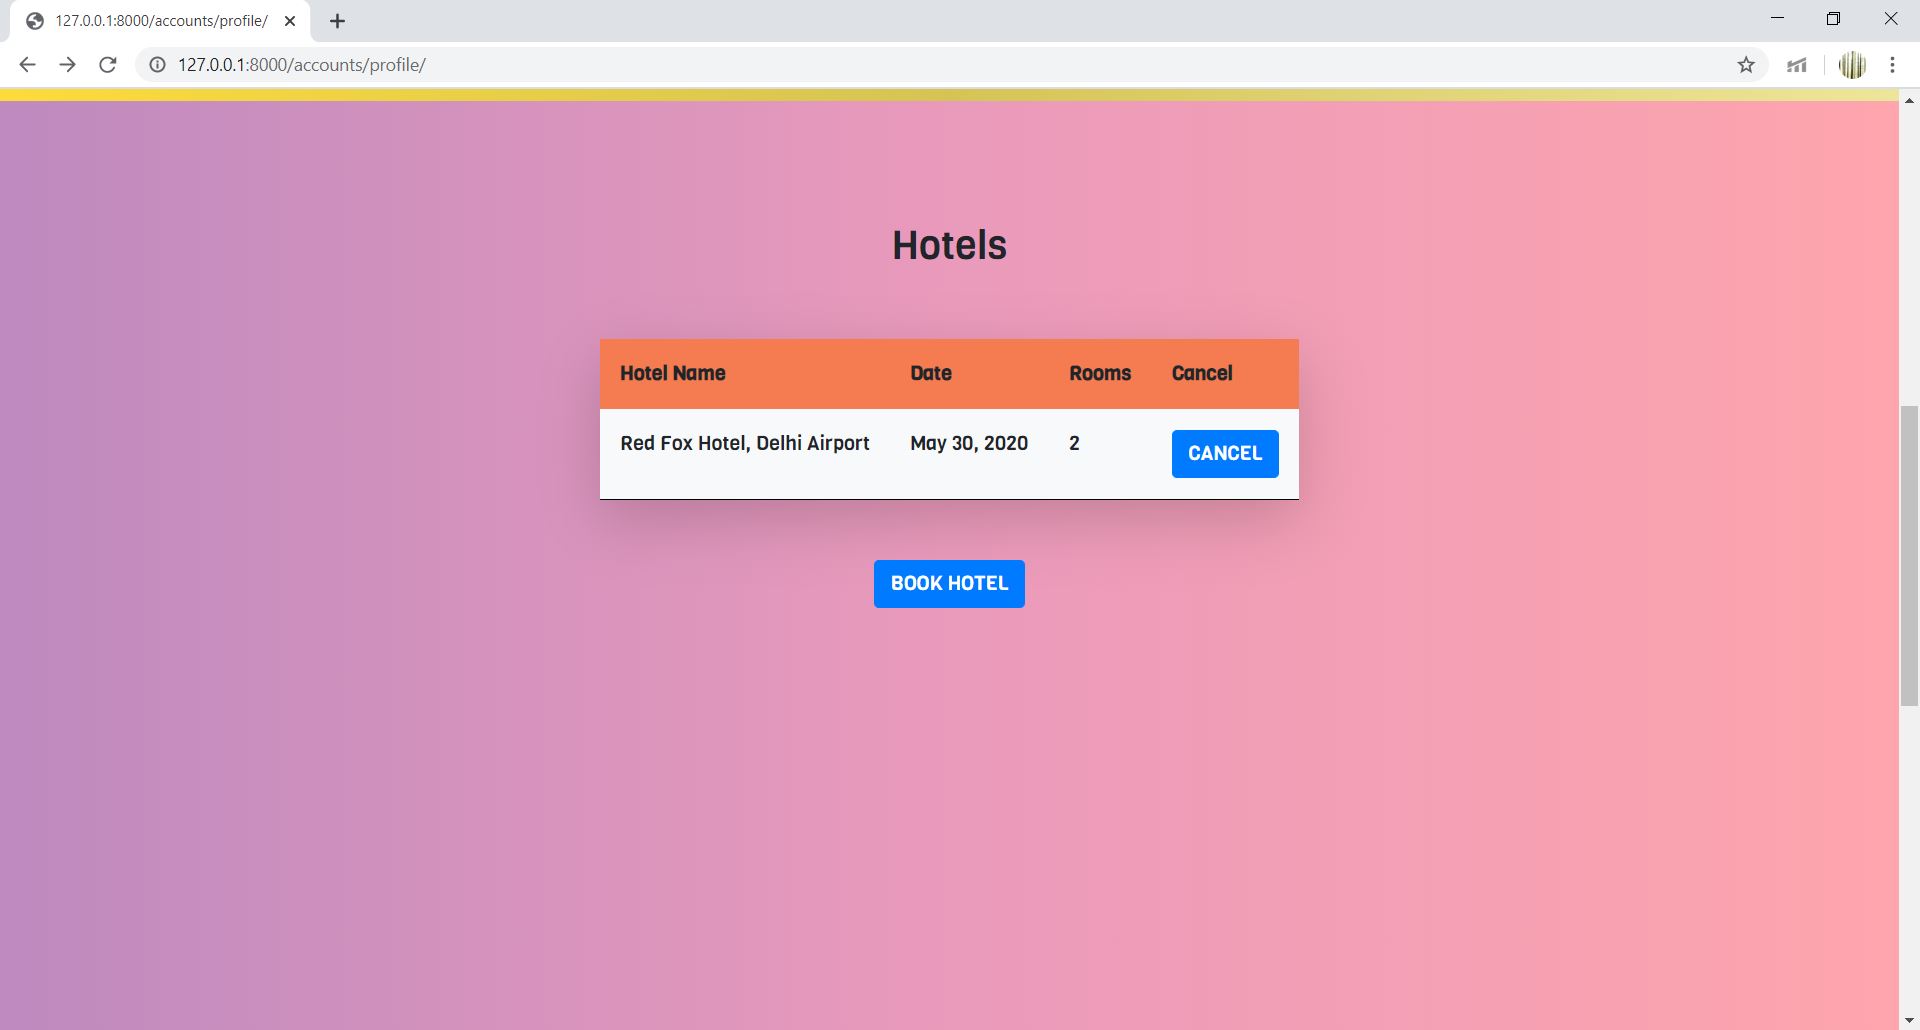 127.0.0.1:8000/accounts/profile/
127.0.0.1:8000/accounts/profile/
Hotels
Hotel Name Date Rooms Cancel
Red Fox Hotel, Delhi Airport May 30, 2020 2 CANCEL
BOOK HOTEL